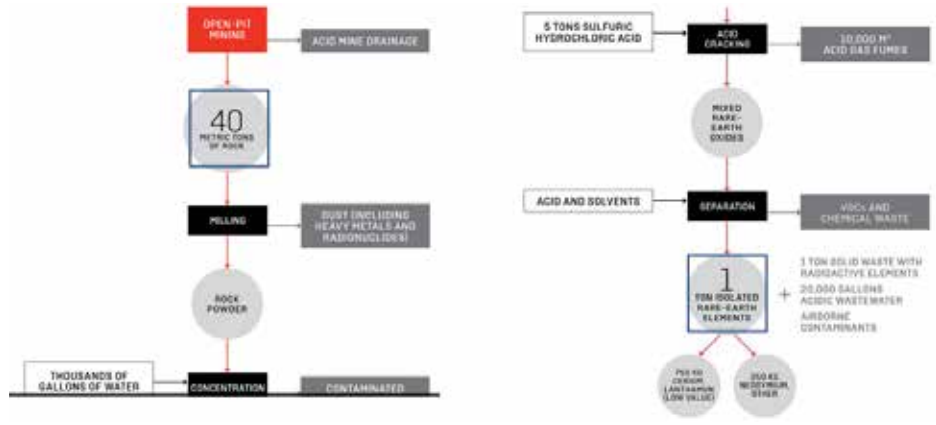 OPEN-PIT
MINING
ACID MINE DRAINAGE
40
METRIC TONS
OF ROCK
MILLING
DUST (INCLUDING
HEAVY METALS AND
RADIONUCLIDES)
ROCK
POWDER
THOUSANDS OF
GALLONS OF WATER
CONCENTRATION
CONTAMINATED
5 TONS SULFURIC
HYDROCHLORIC ACID
ACID
CRACKING
10,000 M³
ACID GAS FUMES
MIXED
RARE-
EARTH
OXIDES
ACID AND SOLVENTS
SEPARATION
VOCs AND
CHEMICAL WASTE
1
TON ISOLATED
RARE-EARTH
ELEMENTS
+
1 TON SOLID WASTE WITH
RADIOACTIVE ELEMENTS
20,000 GALLONS
ACIDIC WASTEWATER
AIRBORNE
CONTAMINANTS
750 KG
CERIUM
LANTHANUM
(LOW VALUE)
250 KG
NEODYMIUM,
OTHER